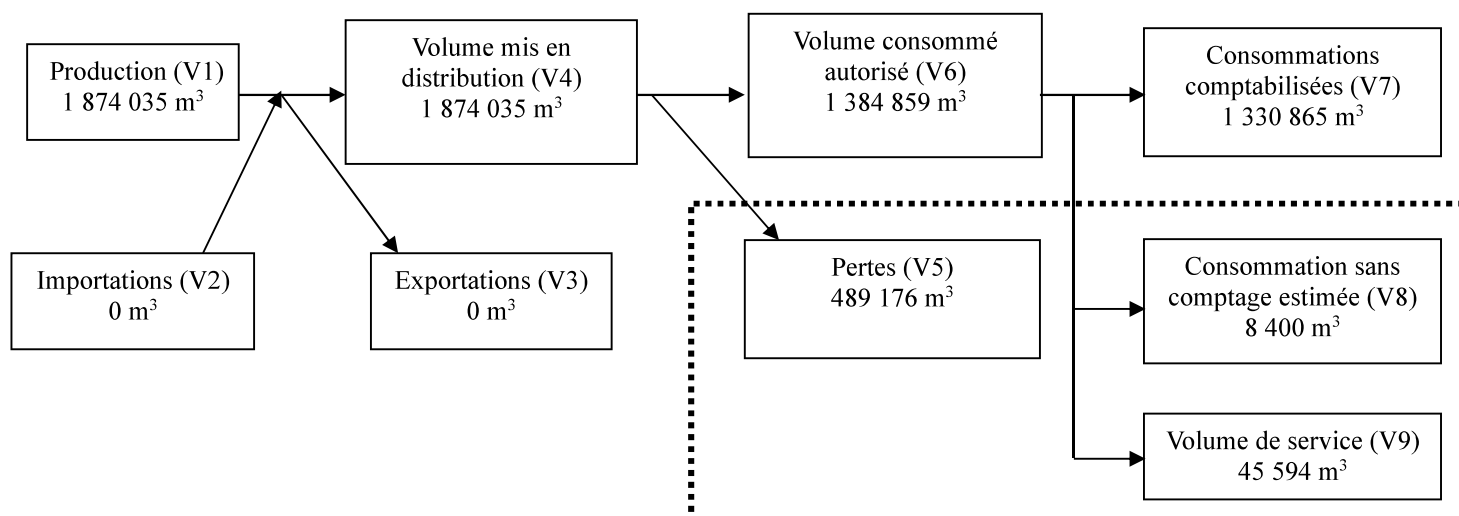 Production (V1)
1 874 035 m³
Volume mis en
distribution (V4)
1 874 035 m³
Volume consommé
autorisé (V6)
1 384 859 m³
Consommations
comptabilisées (V7)
1 330 865 m³
Importations (V2)
0 m³
Exportations (V3)
0 m³
Pertes (V5)
489 176 m³
Consommation sans
comptage estimée (V8)
8 400 m³
Volume de service (V9)
45 594 m³